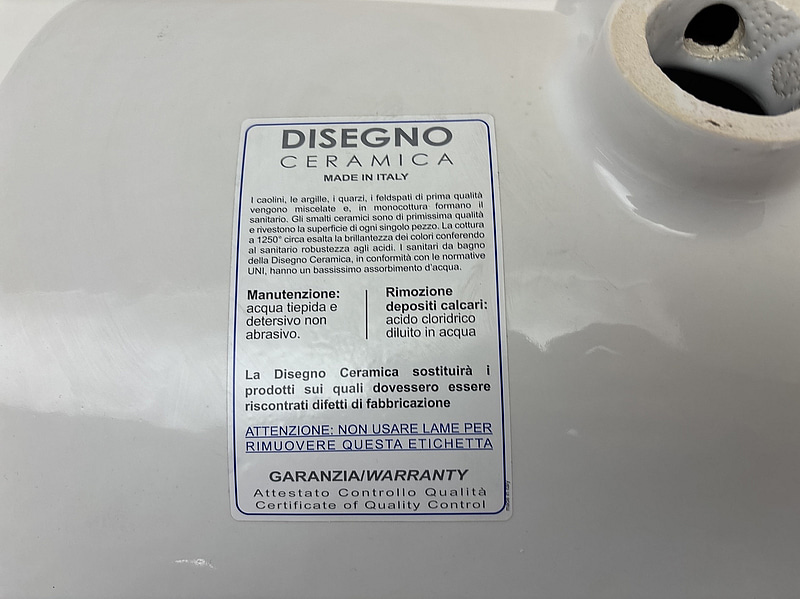 DISEGNO
CERAMICA
MADE IN ITALY
I caolini, le argille, i quarzi, i feldspati di prima qualità
vengono miscelate e, in monocottura formano il
sanitario. Gli smalti ceramici sono di primissima qualità
e rivestono la superficie di ogni singolo pezzo. La cottura
a 1250° circa esalta la brillantezza dei colori conferendo
al sanitario robustezza agli acidi. I sanitari da bagno
della Disegno Ceramica, in conformità con le normative
UNI, hanno un bassissimo assorbimento d'acqua.
Manutenzione:
acqua tiepida e
detersivo non
abrasivo.
Rimozione
depositi calcari:
acido cloridrico
diluito in acqua
La Disegno Ceramica sostituirà i
prodotti sui quali dovessero essere
riscontrati difetti di fabbricazione
ATTENZIONE: NON USARE LAME PER
RIMUOVERE QUESTA ETICHETTA
GARANZIA/WARRANTY
Attestato Controllo Qualità
Certificate of Quality Control